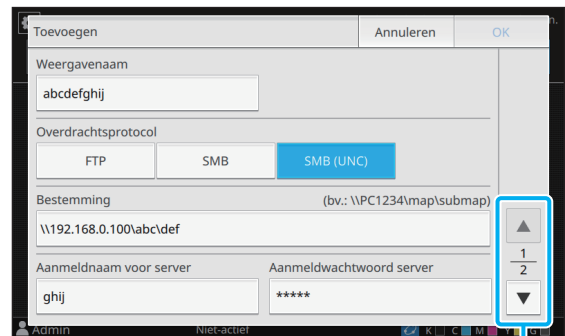 n.
Toevoegen
Annuleren
OK
Weergavenaam
abcdefghij
Overdrachtsprotocol
FTP
SMB
SMB (UNC)
Bestemming
(bv.: \\PC1234\map\submap)
\\192.168.0.100\abc\def
1
2
Aanmeldnaam voor server
Aanmeldwachtwoord server
ghij
*****
Admin
Niet-actief
K
C
M
Y
G